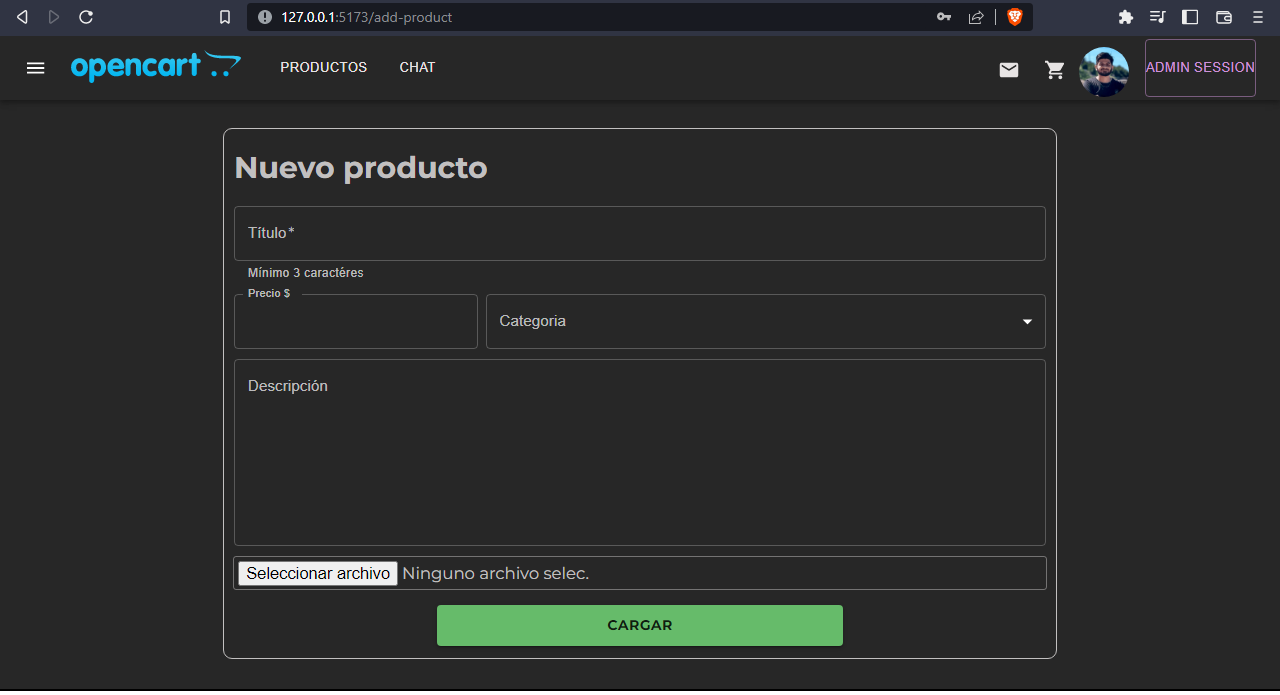 127.0.0.1:5173/add-product
opencart PRODUCTOS CHAT ADMIN SESSION
Nuevo producto
Título*
Mínimo 3 caractéres
Precio $
Categoria
Descripción
Seleccionar archivo Ninguno archivo selec.
CARGAR